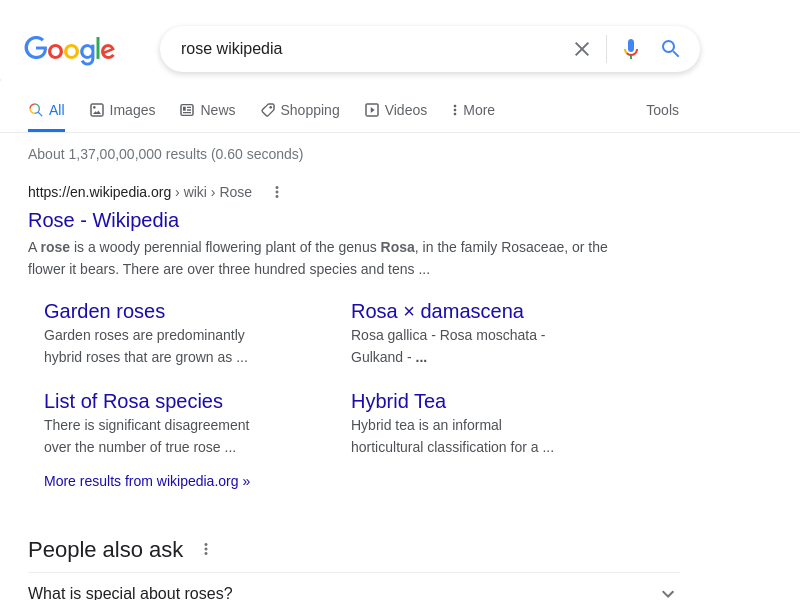 Google
rose wikipedia
All Images News Shopping Videos More Tools
About 1,37,00,00,000 results (0.60 seconds)
https://en.wikipedia.org › wiki › Rose
Rose - Wikipedia
A rose is a woody perennial flowering plant of the genus Rosa, in the family Rosaceae, or the
flower it bears. There are over three hundred species and tens ...
Garden roses
Garden roses are predominantly
hybrid roses that are grown as ...
Rosa × damascena
Rosa gallica - Rosa moschata -
Gulkand - ...
List of Rosa species
There is significant disagreement
over the number of true rose ...
Hybrid Tea
Hybrid tea is an informal
horticultural classification for a ...
More results from wikipedia.org »
People also ask
What is special about roses?